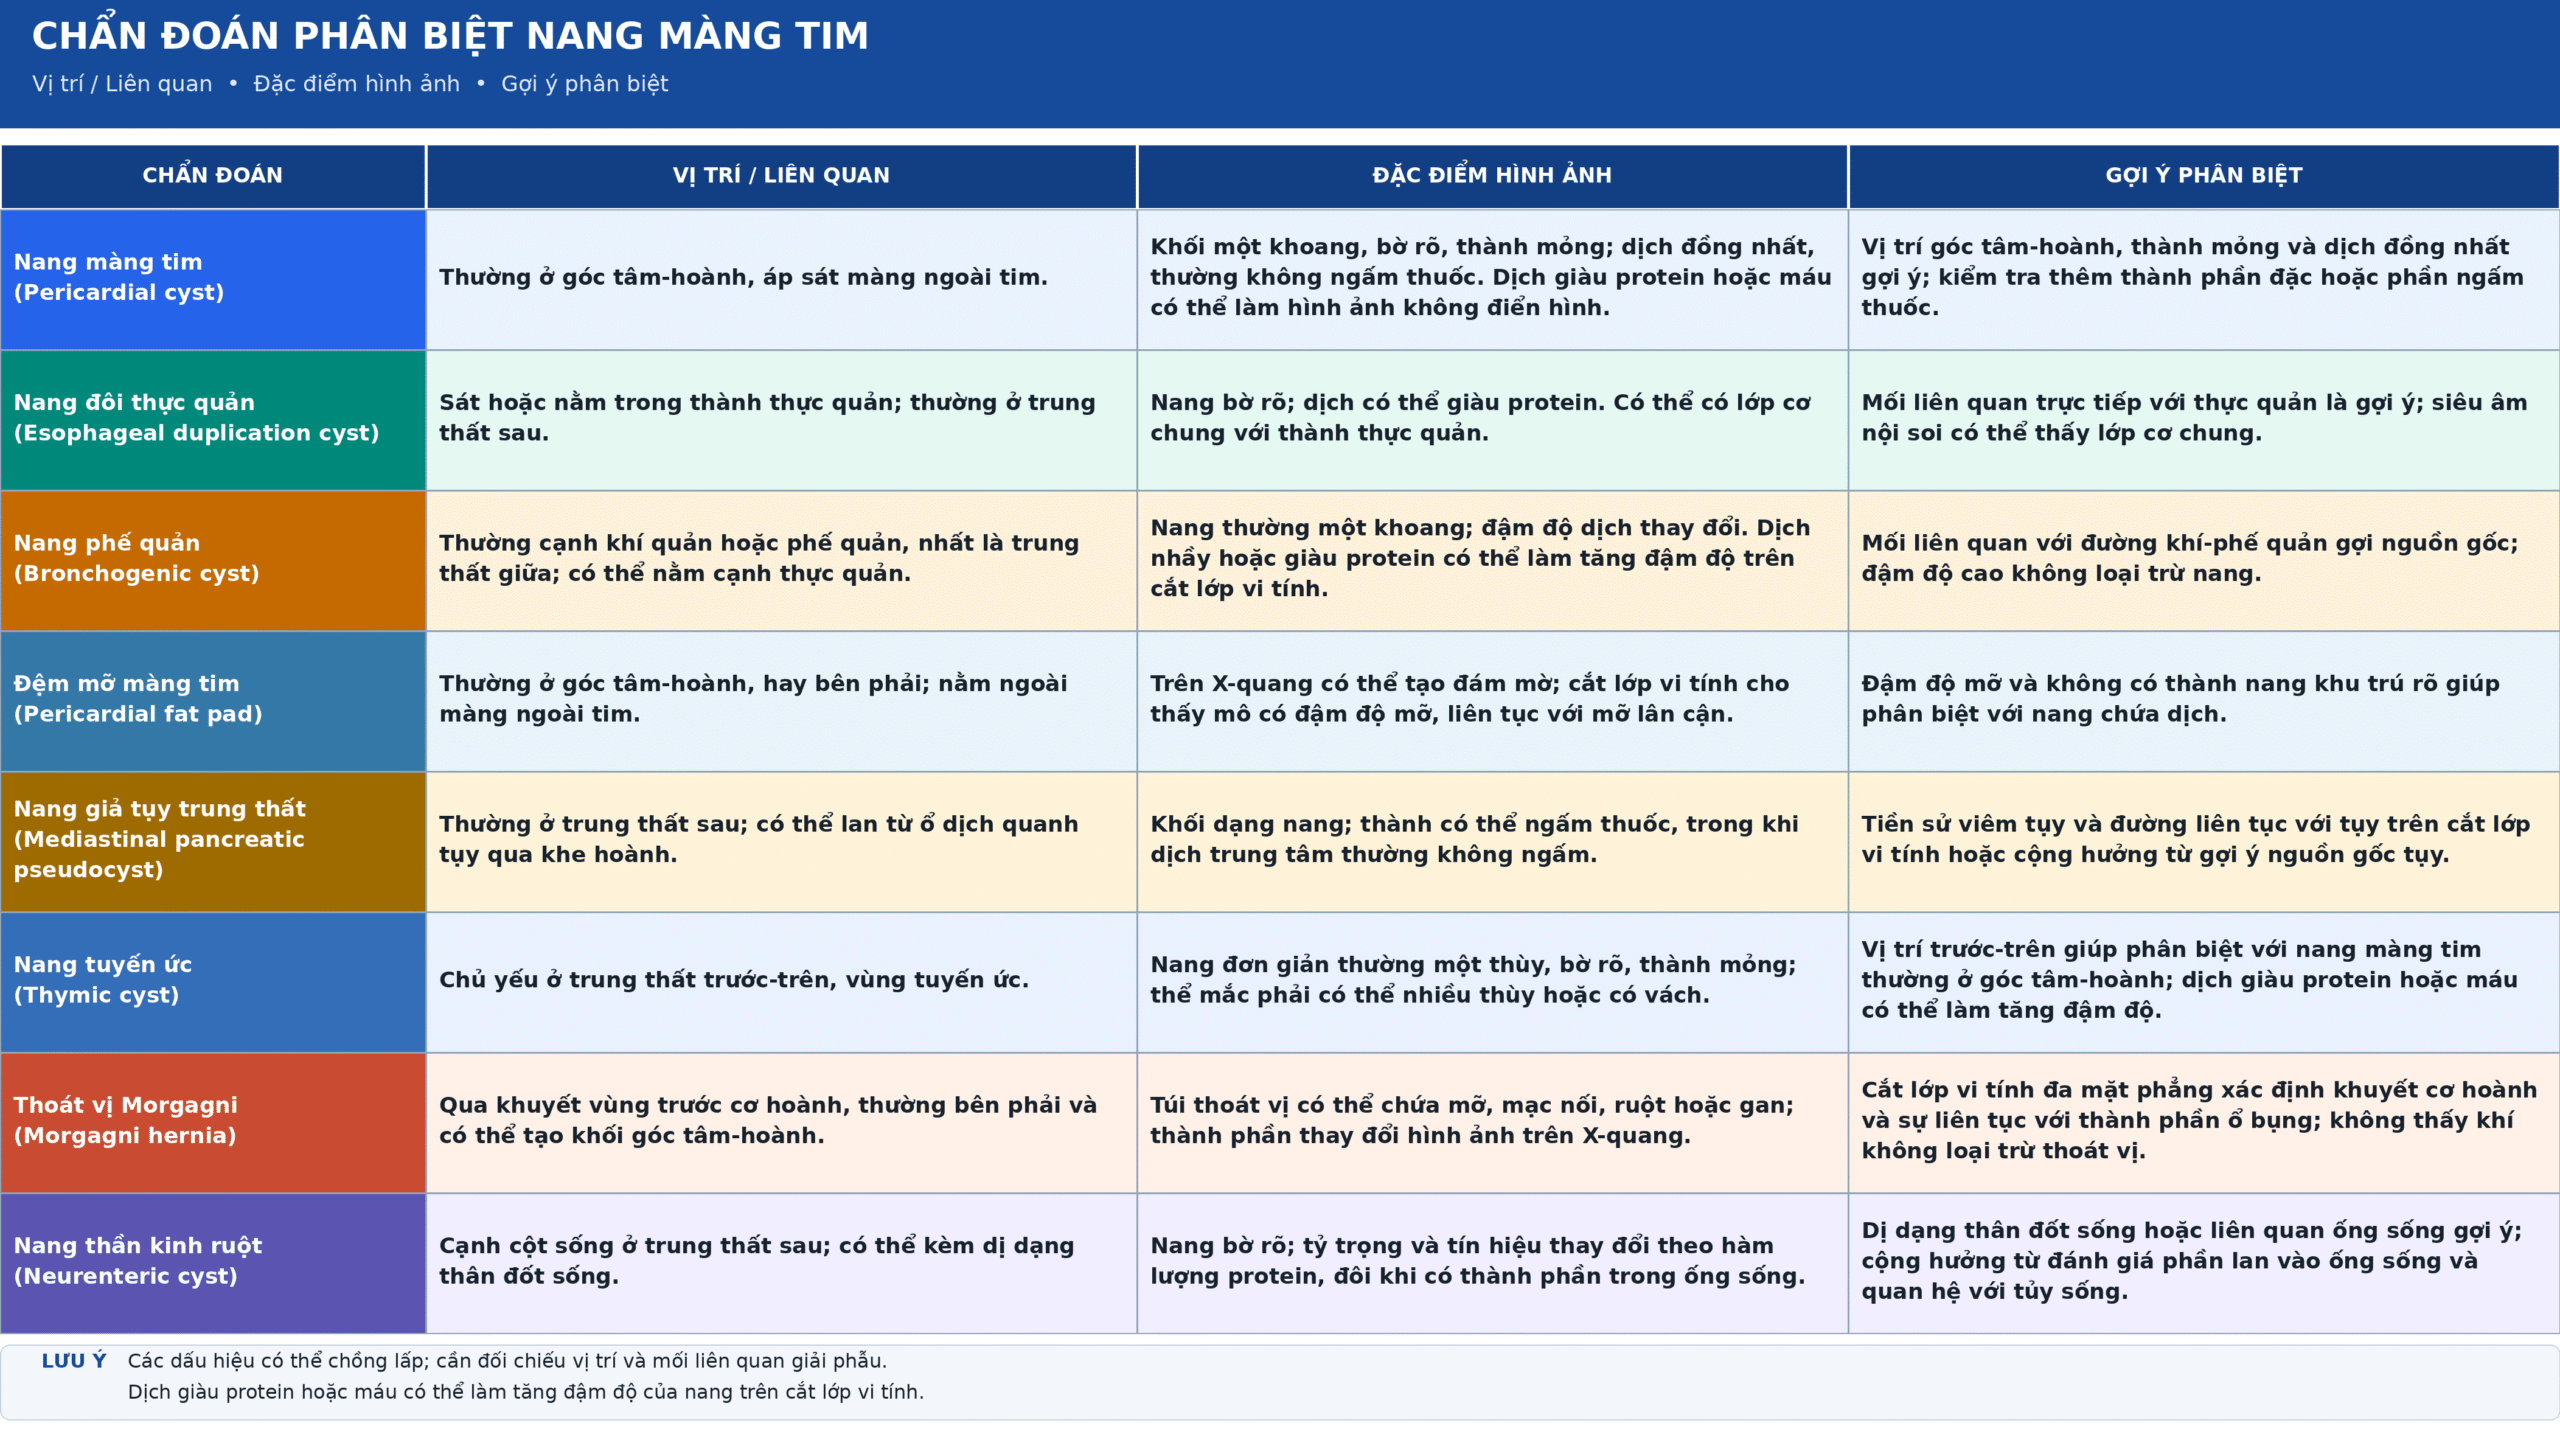 CHẨN ĐOÁN PHÂN BIỆT NANG MÀNG TIM
Vị trí / Liên quan • Đặc điểm hình ảnh • Gợi ý phân biệt
CHẨN ĐOÁN
VỊ TRÍ / LIÊN QUAN
ĐẶC ĐIỂM HÌNH ẢNH
GỢI Ý PHÂN BIỆT
Nang màng tim
(Pericardial cyst)
Thường ở góc tâm-hoành, áp sát màng ngoài tim.
Khối một khoang, bờ rõ, thành mỏng; dịch đồng nhất,
thường không ngấm thuốc. Dịch giàu protein hoặc máu
có thể làm hình ảnh không điển hình.
Vị trí góc tâm-hoành, thành mỏng và dịch đồng nhất
gợi ý; kiểm tra thêm thành phần đặc hoặc phần ngấm
thuốc.
Nang đôi thực quản
(Esophageal duplication cyst)
Sát hoặc nằm trong thành thực quản; thường ở trung
thất sau.
Nang bờ rõ; dịch có thể giàu protein. Có thể có lớp cơ
chung với thành thực quản.
Mối liên quan trực tiếp với thực quản là gợi ý; siêu âm
nội soi có thể thấy lớp cơ chung.
Nang phế quản
(Bronchogenic cyst)
Thường cạnh khí quản hoặc phế quản, nhất là trung
thất giữa; có thể nằm cạnh thực quản.
Nang thường một khoang; đậm độ dịch thay đổi. Dịch
nhầy hoặc giàu protein có thể làm tăng đậm độ trên
cắt lớp vi tính.
Mối liên quan với đường khí-phế quản gợi nguồn gốc;
đậm độ cao không loại trừ nang.
Đệm mỡ màng tim
(Pericardial fat pad)
Thường ở góc tâm-hoành, hay bên phải; nằm ngoài
màng ngoài tim.
Trên X-quang có thể tạo đám mờ; cắt lớp vi tính cho
thấy mô có đậm độ mỡ, liên tục với mỡ lân cận.
Đậm độ mỡ và không có thành nang khu trú rõ giúp
phân biệt với nang chứa dịch.
Nang giả tụy trung thất
(Mediastinal pancreatic
pseudocyst)
Thường ở trung thất sau; có thể lan từ ổ dịch quanh
tụy qua khe hoành.
Khối dạng nang; thành có thể ngấm thuốc, trong khi
dịch trung tâm thường không ngấm.
Tiền sử viêm tụy và đường liên tục với tụy trên cắt lớp
vi tính hoặc cộng hưởng từ gợi ý nguồn gốc tụy.
Nang tuyến ức
(Thymic cyst)
Chủ yếu ở trung thất trước-trên, vùng tuyến ức.
Nang đơn giản thường một thùy, bờ rõ, thành mỏng;
thể mắc phải có thể nhiều thùy hoặc có vách.
Vị trí trước-trên giúp phân biệt với nang màng tim
thường ở góc tâm-hoành; dịch giàu protein hoặc máu
có thể làm tăng đậm độ.
Thoát vị Morgagni
(Morgagni hernia)
Qua khuyết vùng trước cơ hoành, thường bên phải và
có thể tạo khối góc tâm-hoành.
Túi thoát vị có thể chứa mỡ, mạc nối, ruột hoặc gan;
thành phần thay đổi hình ảnh trên X-quang.
Cắt lớp vi tính đa mặt phẳng xác định khuyết cơ hoành
và sự liên tục với thành phần ổ bụng; không thấy khí
không loại trừ thoát vị.
Nang thần kinh ruột
(Neurenteric cyst)
Cạnh cột sống ở trung thất sau; có thể kèm dị dạng
thân đốt sống.
Nang bờ rõ; tỷ trọng và tín hiệu thay đổi theo hàm
lượng protein, đôi khi có thành phần trong ống sống.
Dị dạng thân đốt sống hoặc liên quan ống sống gợi ý;
cộng hưởng từ đánh giá phần lan vào ống sống và
quan hệ với tủy sống.
LƯU Ý Các dấu hiệu có thể chồng lấp; cần đối chiếu vị trí và mối liên quan giải phẫu.
Dịch giàu protein hoặc máu có thể làm tăng đậm độ của nang trên cắt lớp vi tính.